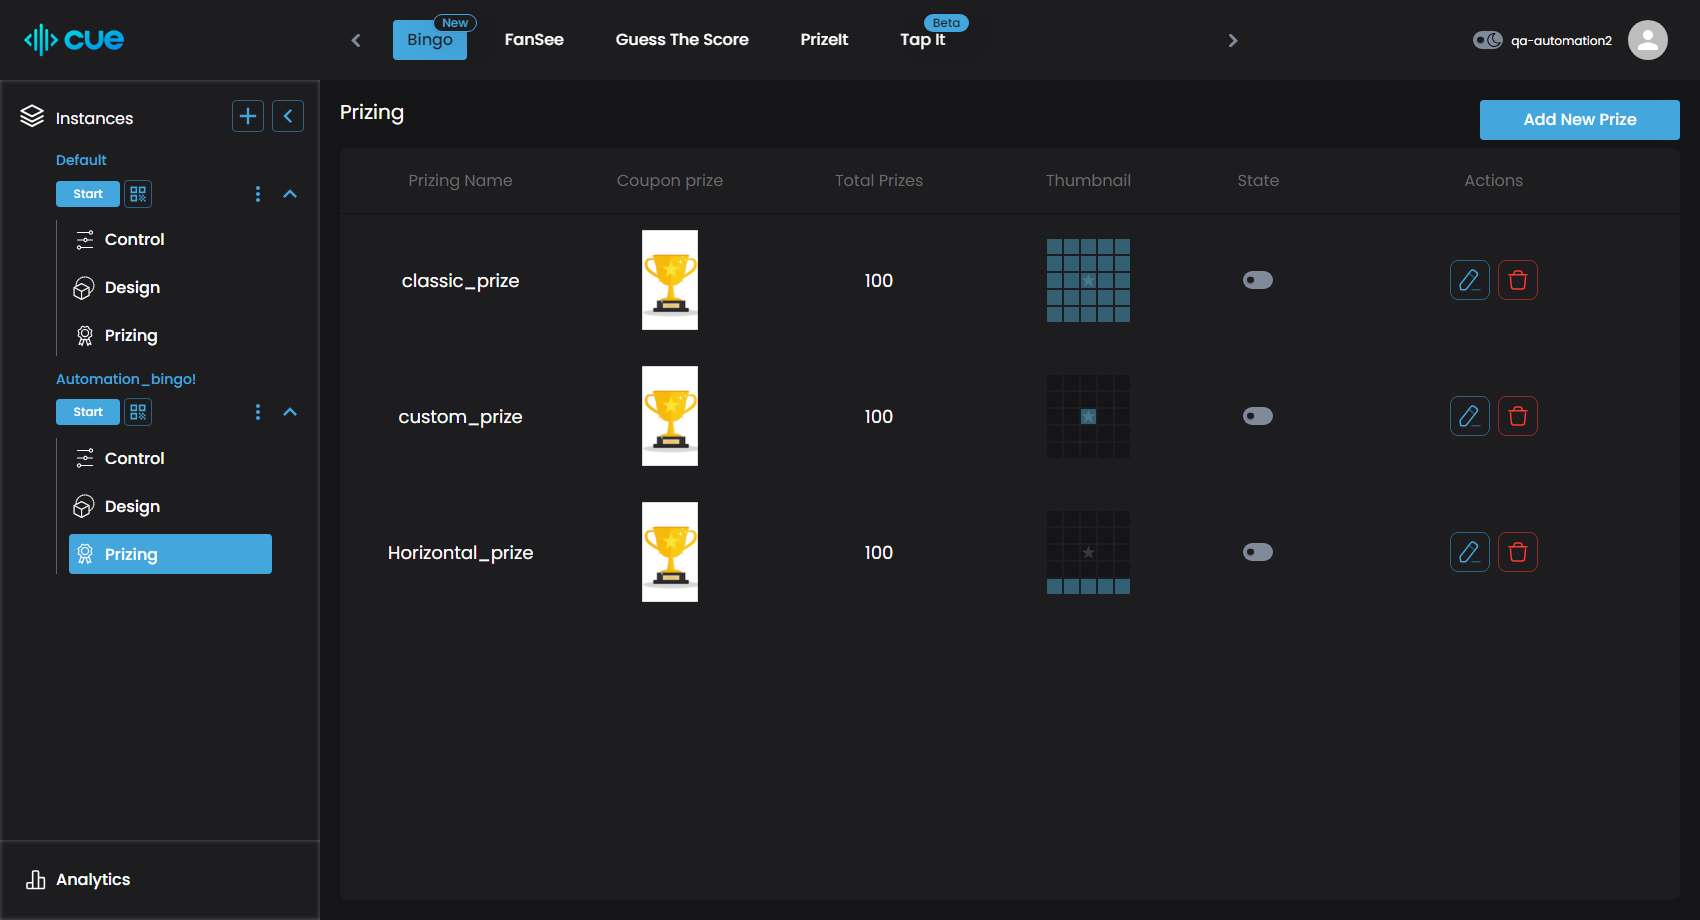 cue
Bingo
New
FanSee
Guess The Score
PrizeIt
Tap It
Beta
qa-automation2
Instances
Default
Start
Control
Design
Prizing
Automation_bingo!
Start
Control
Design
Prizing
Analytics
Prizing
Add New Prize
Prizing Name
Coupon prize
Total Prizes
Thumbnail
State
Actions
classic_prize
100
custom_prize
100
Horizontal_prize
100